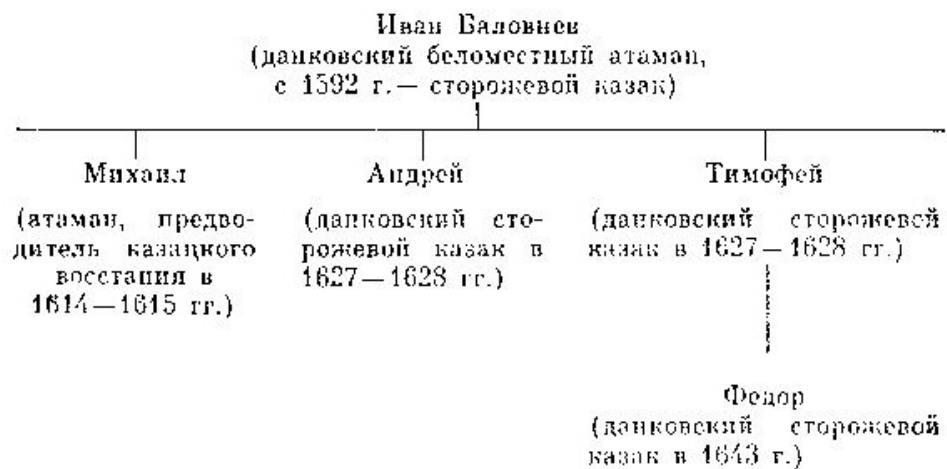 Иван Баловнев
(данковский беломестный атаман,
с 1592 г. — сторожевой казак)
Михаил
(атаман, предво-
дитель казацкого
восстания в
1614—1615 гг.)
Андрей
(данковский сто-
рожевой казак в
1627—1628 гг.)
Тимофей
(данковский сторожевой
казак в 1627—1628 гг.)
Федор
(данковский сторожевой
казак в 1643 г.)